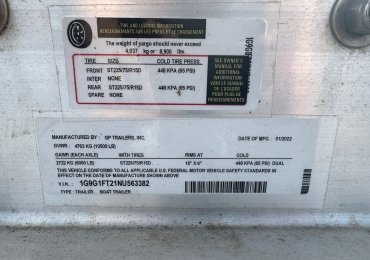 TIRE AND LOADING INFORMATION
RENSEIGNEMENTS SUR LES PNEUS ET LE CHARGEMENT
The weight of cargo should never exceed
4,037 kg or 8,900 lbs.
TIRE SIZE COLD TIRE PRESS.
FRONT ST225/75/R15D 448 KPA (65 PSI)
INTER NONE
REAR ST225/75/R15D 448 KPA (65 PSI)
SPARE NONE
SEE OWNER'S
MANUAL FOR
ADDITIONAL
INFORMATION
VOIR LE MANUEL
DE L'USAGER
POUR PLUS DE
RENSEIGNEMENTS
MANUFACTURED BY: GP TRAILERS, INC. DATE OF MFG.: 01/2022
GVWR: 4763 KG (10500 LB)
GAWR (EACH AXLE) WITH TIRES RIMS AT COLD
2722 KG (6000 LB) ST225/75/R15D 15" X 6" 448 KPA (65 PSI) DUAL
THIS VEHICLE CONFORMS TO ALL APPLICABLE U.S. FEDERAL MOTOR VEHICLE SAFETY STANDARDS IN
EFFECT ON THE DATE OF MANUFACTURE SHOWN ABOVE.
V.I.N.: 1G9G1FT21NU563382
TYPE: TRAILER: BOAT TRAILER